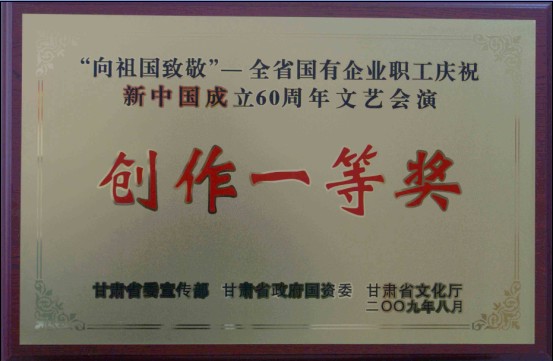 “向祖国致敬”—全省国有企业职工庆祝
新中国成立60周年文艺会演
创作一等奖
甘肃省委宣传部 甘肃省政府国资委 甘肃省文化厅
二〇〇九年八月